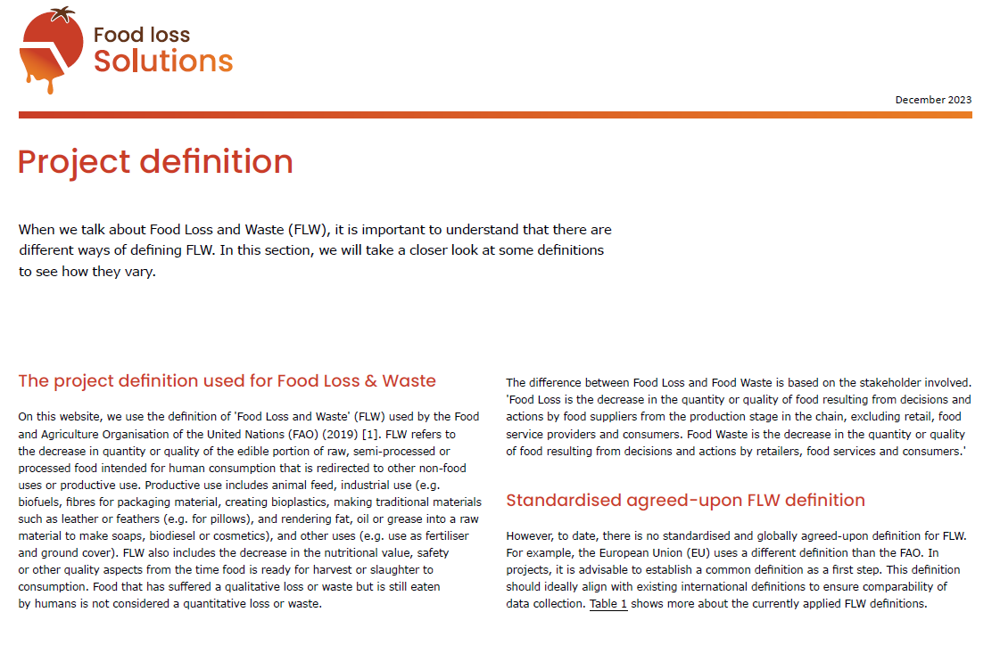 Food loss
Solutions
December 2023
Project definition
When we talk about Food Loss and Waste (FLW), it is important to understand that there are
different ways of defining FLW. In this section, we will take a closer look at some definitions
to see how they vary.
The project definition used for Food Loss & Waste
On this website, we use the definition of 'Food Loss and Waste' (FLW) used by the Food
and Agriculture Organisation of the United Nations (FAO) (2019) [1]. FLW refers to
the decrease in quantity or quality of the edible portion of raw, semi-processed or
processed food intended for human consumption that is redirected to other non-food
uses or productive use. Productive use includes animal feed, industrial use (e.g.
biofuels, fibres for packaging material, creating bioplastics, making traditional materials
such as leather or feathers (e.g. for pillows), and rendering fat, oil or grease into a raw
material to make soaps, biodiesel or cosmetics), and other uses (e.g. use as fertiliser
and ground cover). FLW also includes the decrease in the nutritional value, safety
or other quality aspects from the time food is ready for harvest or slaughter to
consumption. Food that has suffered a qualitative loss or waste but is still eaten
by humans is not considered a quantitative loss or waste.
The difference between Food Loss and Food Waste is based on the stakeholder involved.
'Food Loss is the decrease in the quantity or quality of food resulting from decisions and
actions by food suppliers from the production stage in the chain, excluding retail, food
service providers and consumers. Food Waste is the decrease in the quantity or quality
of food resulting from decisions and actions by retailers, food services and consumers.'
Standardised agreed-upon FLW definition
However, to date, there is no standardised and globally agreed-upon definition for FLW.
For example, the European Union (EU) uses a different definition than the FAO. In
projects, it is advisable to establish a common definition as a first step. This definition
should ideally align with existing international definitions to ensure comparability of
data collection. Table 1 shows more about the currently applied FLW definitions.